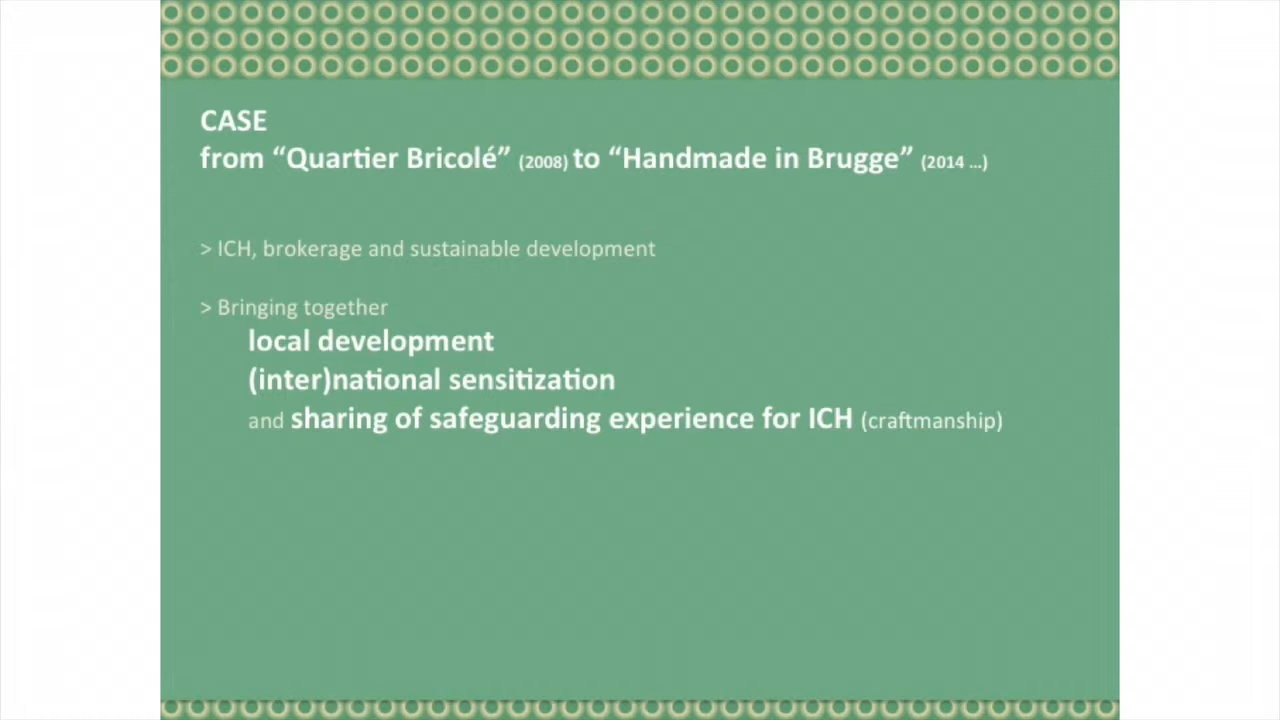 CASE
from “Quartier Bricolé” (2008) to “Handmade in Brugge” (2014 …)
> ICH, brokerage and sustainable development
> Bringing together
local development
(inter)national sensitization
and sharing of safeguarding experience for ICH (craftmanship)